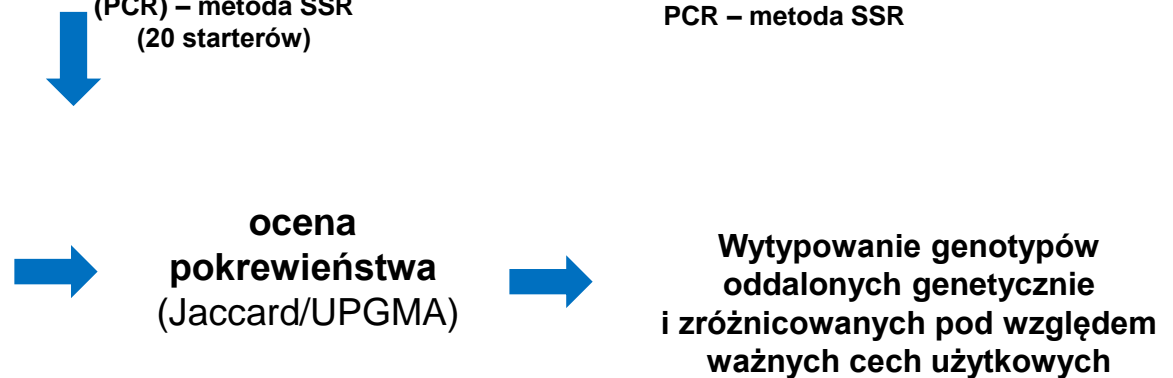 (PCR) – metoda SSR
(20 starterów)
PCR – metoda SSR
ocena
pokrewieństwa
(Jaccard/UPGMA)
Wytypowanie genotypów
oddalonych genetycznie
i zróżnicowanych pod względem
ważnych cech użytkowych